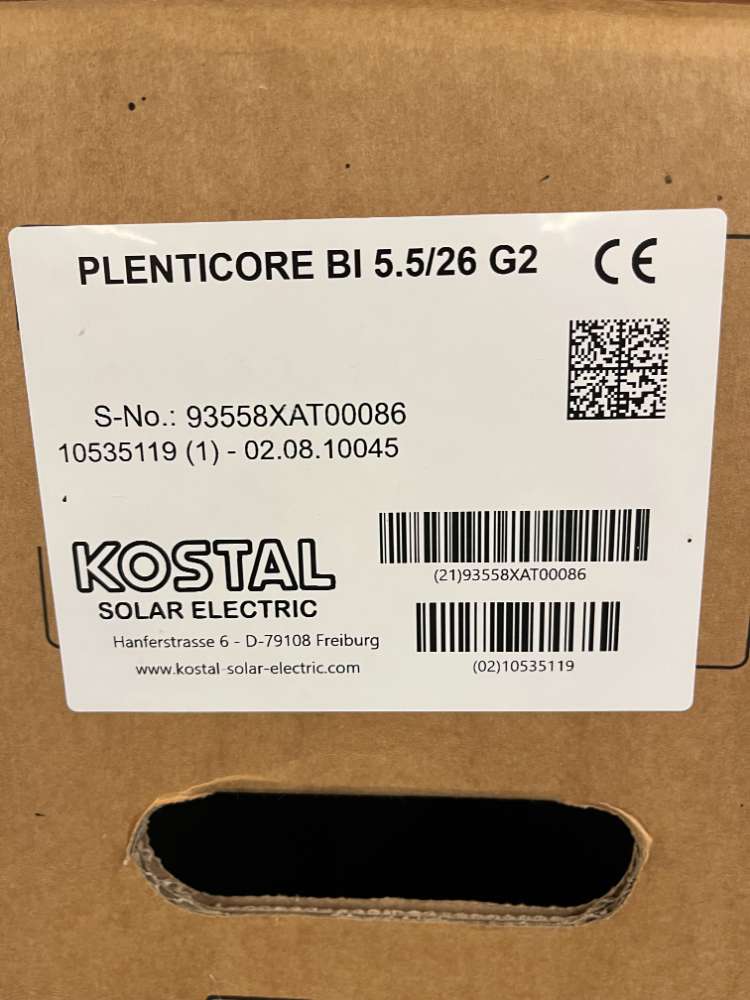 PLENTICORE BI 5.5/26 G2 CE
S-No.: 93558XAT00086
10535119 (1) - 02.08.10045
KOSTAL
SOLAR ELECTRIC
Hanferstrasse 6 - D-79108 Freiburg
www.kostal-solar-electric.com
(21)93558XAT00086
(02)10535119